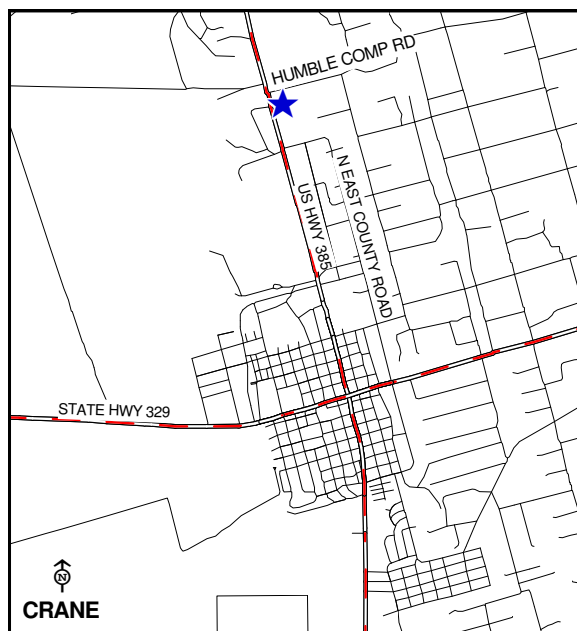 HUMBLE COMP RD
N EAST COUNTY ROAD
US HWY 385
STATE HWY 329
N
CRANE